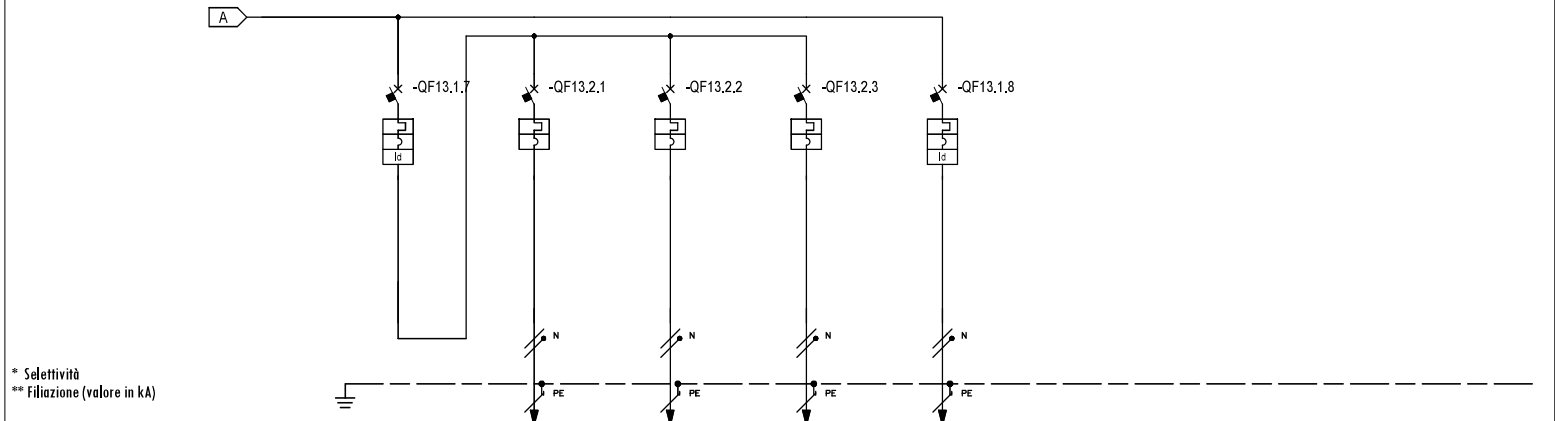 A
-QF13.1.7
-QF13.2.1
-QF13.2.2
-QF13.2.3
-QF13.1.8
Id
Id
N
N
N
N
* Selettività
** Filiazione (valore in kA)
PE
PE
PE
PE